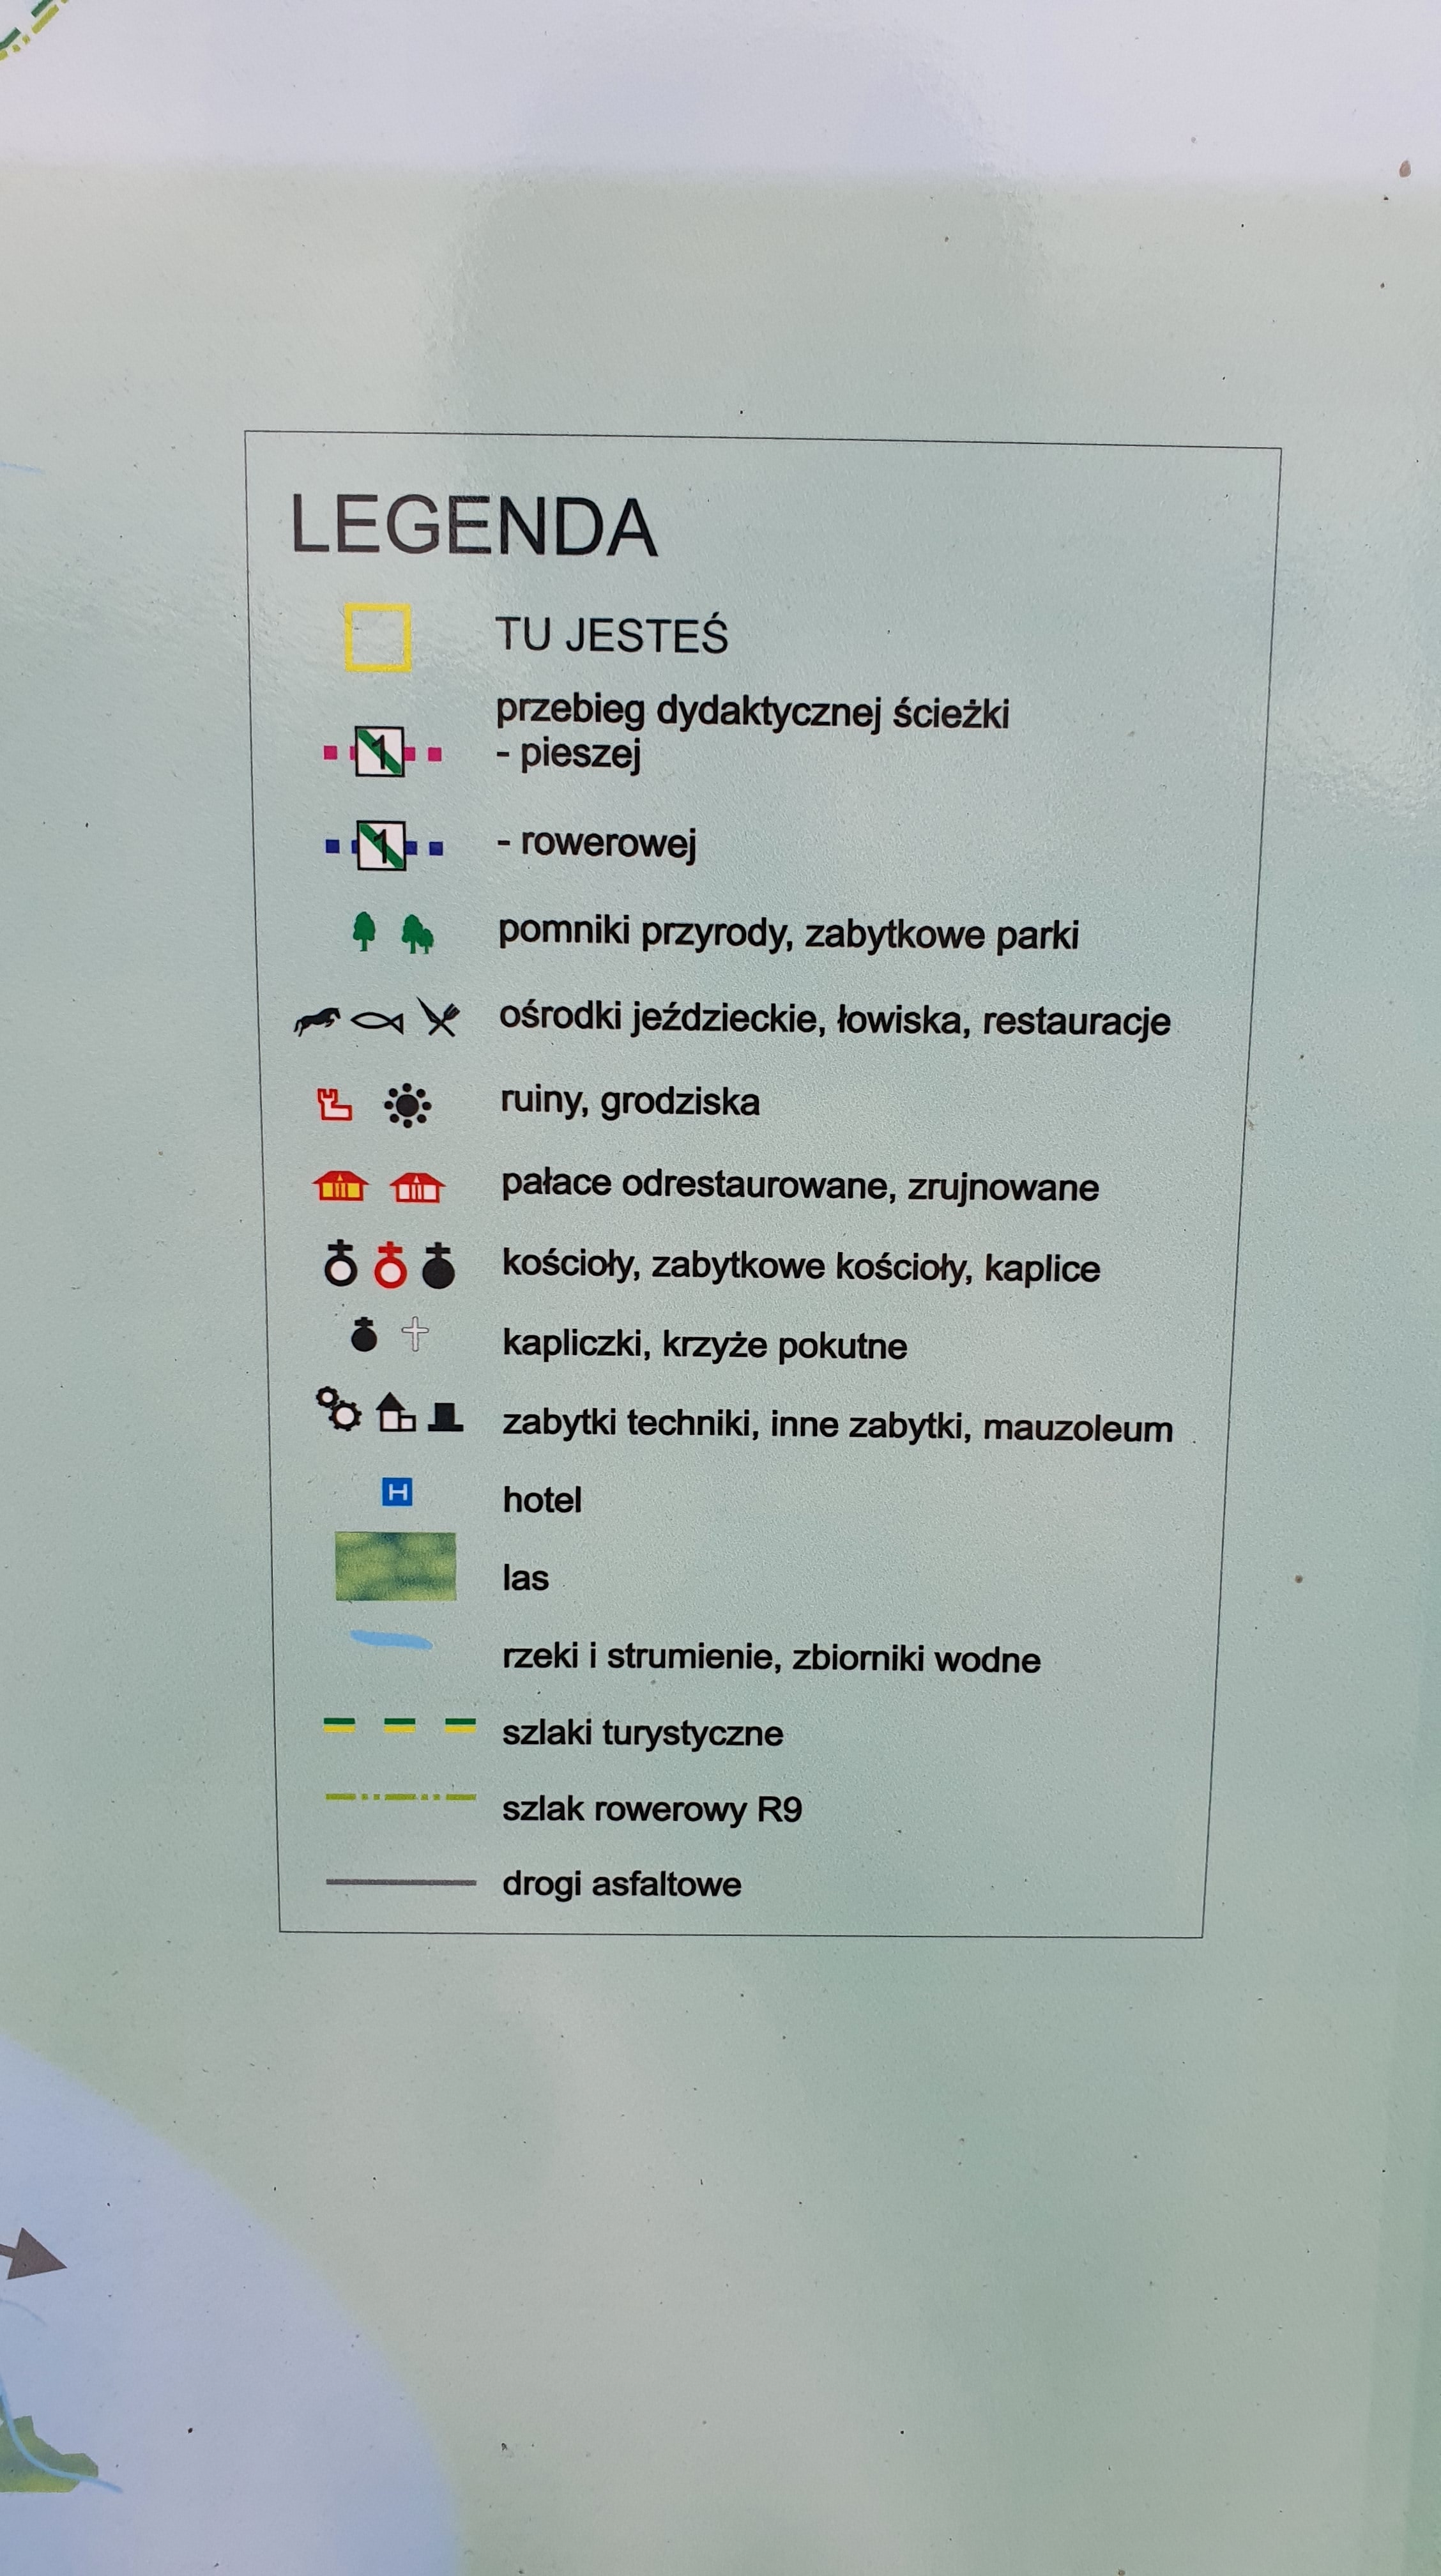 LEGENDA
TU JESTEŚ
przebieg dydaktycznej ścieżki
1 - pieszej
1 - rowerowej
pomniki przyrody, zabytkowe parki
ośrodki jeździeckie, łowiska, restauracje
ruiny, grodziska
pałace odrestaurowane, zrujnowane
kościoły, zabytkowe kościoły, kaplice
kapliczki, krzyże pokutne
zabytki techniki, inne zabytki, mauzoleum
H hotel
las
rzeki i strumienie, zbiorniki wodne
szlaki turystyczne
szlak rowerowy R9
drogi asfaltowe